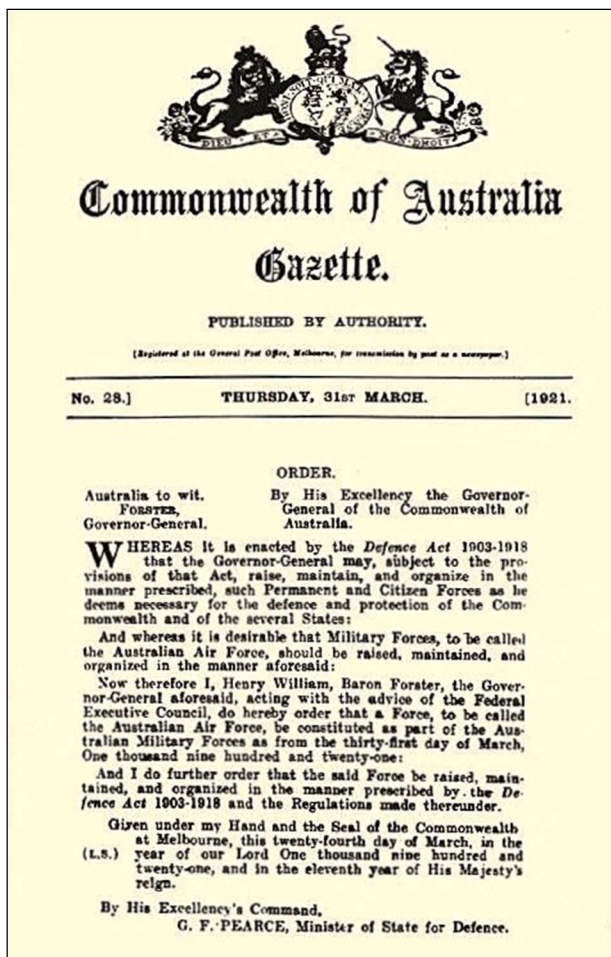 HONI SOIT QUI MAL Y PENSE
DIEU ET MON DROIT
Commonwealth of Australia
Gazette.
PUBLISHED BY AUTHORITY.
[Registered at the General Post Office, Melbourne, for transmission by post as a newspaper.]
No. 28.] THURSDAY, 31ST MARCH. [1921.
ORDER.
Australia to wit.
FORSTER,
Governor-General.
By His Excellency the Governor-
General of the Commonwealth of
Australia.
WHEREAS it is enacted by the Defence Act 1903-1918
that the Governor-General may, subject to the pro-
visions of that Act, raise, maintain, and organize in the
manner prescribed, such Permanent and Citizen Forces as he
deems necessary for the defence and protection of the Com-
monwealth and of the several States:
And whereas it is desirable that Military Forces, to be called
the Australian Air Force, should be raised, maintained, and
organized in the manner aforesaid:
Now therefore I, Henry William, Baron Forster, the Gover-
nor-General aforesaid, acting with the advice of the Federal
Executive Council, do hereby order that a Force, to be called
the Australian Air Force, be constituted as part of the Aus-
tralian Military Forces as from the thirty-first day of March,
One thousand nine hundred and twenty-one:
And I do further order that the said Force be raised, main-
tained, and organized in the manner prescribed by the De-
fence Act 1903-1918 and the Regulations made thereunder.
Given under my Hand and the Seal of the Commonwealth
at Melbourne, this twenty-fourth day of March, in the
(L.S.) year of our Lord One thousand nine hundred and
twenty-one, and in the eleventh year of His Majesty's
reign.
By His Excellency's Command,
G. F. PEARCE, Minister of State for Defence.